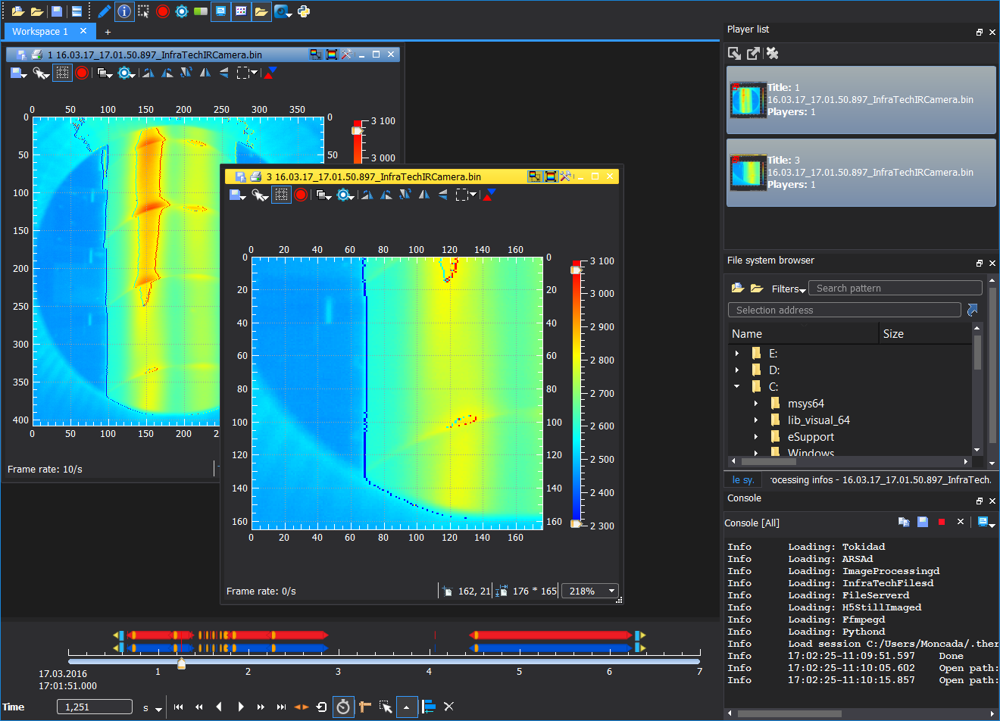 Workspace 1
1 16.03.17_17.01.50.897_InfraTechIRCamera.bin
0 50 100 150 200 250 300 350
0
50
100
150
200
250
300
350
400
0
50
3 100
3 000
0 50 100 150 200 2
Frame rate: 10/s
3 16.03.17_17.01.50.897_InfraTechIRCamera.bin
0 20 40 60 80 100 120 140 160
0
20
40
60
80
100
120
140
160
0
20
40
60
80
100
120
140
160
3 100
3 000
2 900
2 800
2 700
2 600
2 500
2 400
2 300
0 20 40 60 80 100 120 140 160
Frame rate: 0/s
162, 21
176 * 165
218%
17.03.2016
17:01:51.000
1 2 3 4 5 6 7
Time
1,251
s
Player list
Title: 1
16.03.17_17.01.50.897_InfraTechIRCamera.bin
Players: 1
Title: 3
16.03.17_17.01.50.897_InfraTechIRCamera.bin
Players: 1
File system browser
Filters
Search pattern
Selection address
Name Size
E:
D:
C:
msys64
lib_visual_64
eSupport
Windows
le sy.
rocessing infos - 16.03.17_17.01.50.897_InfraTech.
Console
Console [All]
Info Loading: Tokidad
Info Loading: ARSAd
Info Loading: ImageProcessingd
Info Loading: InfraTechFilesd
Info Loading: FileServerd
Info Loading: H5StillImaged
Info Loading: Ffmpegd
Info Loading: Pythond
Info Load session C:/Users/Moncada/.ther
Info 17:02:25-11:09:51.597 Done
Info 17:02:25-11:10:05.602 Open path:
Info 17:02:25-11:10:15.857 Open path: